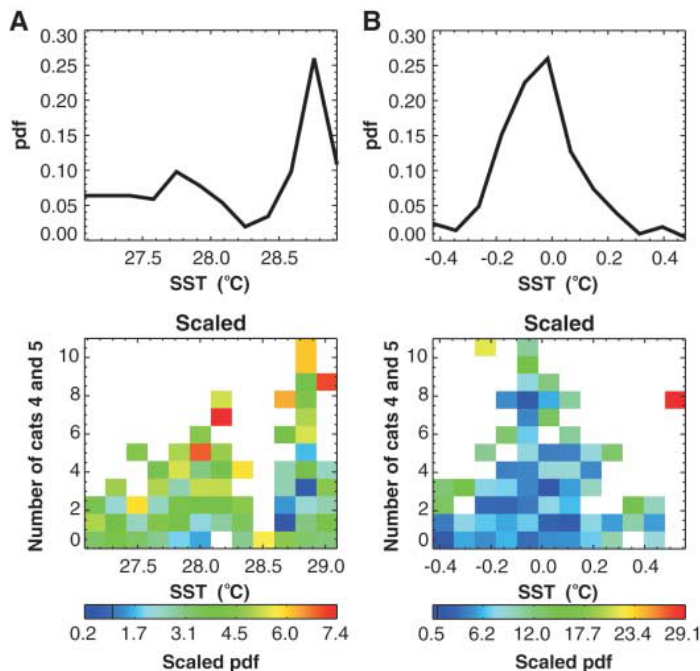 A B
0.30 0.30
0.25 0.25
0.20 0.20
pdf pdf
0.15 0.15
0.10 0.10
0.05 0.05
0.00 0.00
27.5 28.0 28.5 -0.4 -0.2 0.0 0.2 0.4
SST (°C) SST (°C)
Scaled Scaled
Number of cats 4 and 5 Number of cats 4 and 5
10 10
8 8
6 6
4 4
2 2
0 0
27.5 28.0 28.5 29.0 -0.4 -0.2 0.0 0.2 0.4
SST (°C) SST (°C)
0.2 1.7 3.1 4.5 6.0 7.4 0.5 6.2 12.0 17.7 23.4 29.1
Scaled pdf Scaled pdf